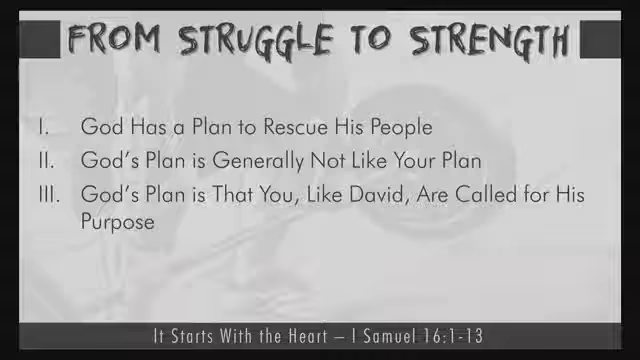 FROM STRUGGLE TO STRENGTH
I. God Has a Plan to Rescue His People
II. God's Plan is Generally Not Like Your Plan
III. God's Plan is That You, Like David, Are Called for His
Purpose
It Starts With the Heart – I Samuel 16:1-13